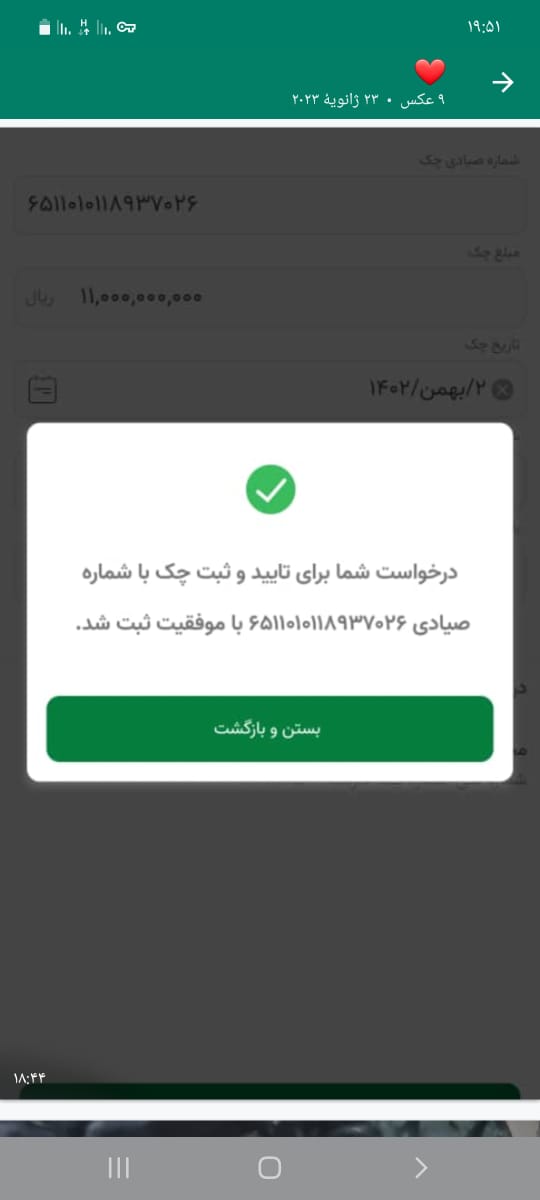 ۱۹:۵۱
۹ عکس • ۲۳ ژانویهٔ ۲۰۲۳
شماره صیادی چک
۶۵۱۱۰۱۰۱۱۸۹۳۷۰۲۶
مبلغ چک
۱۱,۰۰۰,۰۰۰,۰۰۰ ریال
تاریخ چک
۲/بهمن/۱۴۰۲
درخواست شما برای تایید و ثبت چک با شماره
صیادی ۶۵۱۱۰۱۰۱۱۸۹۳۷۰۲۶ با موفقیت ثبت شد.
بستن و بازگشت
۱۸:۴۴